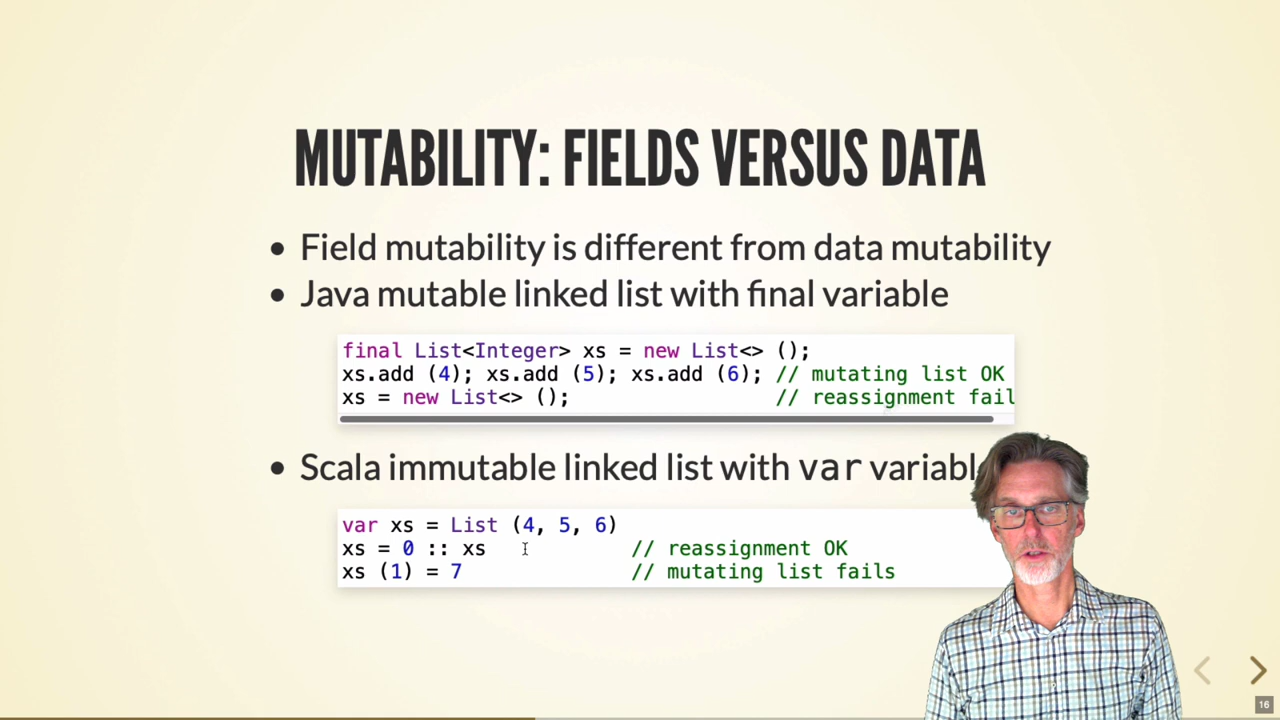 MUTABILITY: FIELDS VERSUS DATA
Field mutability is different from data mutability
Java mutable linked list with final variable
final List<Integer> xs = new List<> ();
xs.add (4); xs.add (5); xs.add (6); // mutating list OK
xs = new List<> (); // reassignment fail
Scala immutable linked list with var variabl
var xs = List (4, 5, 6)
xs = 0 :: xs // reassignment OK
xs (1) = 7 // mutating list fails
16